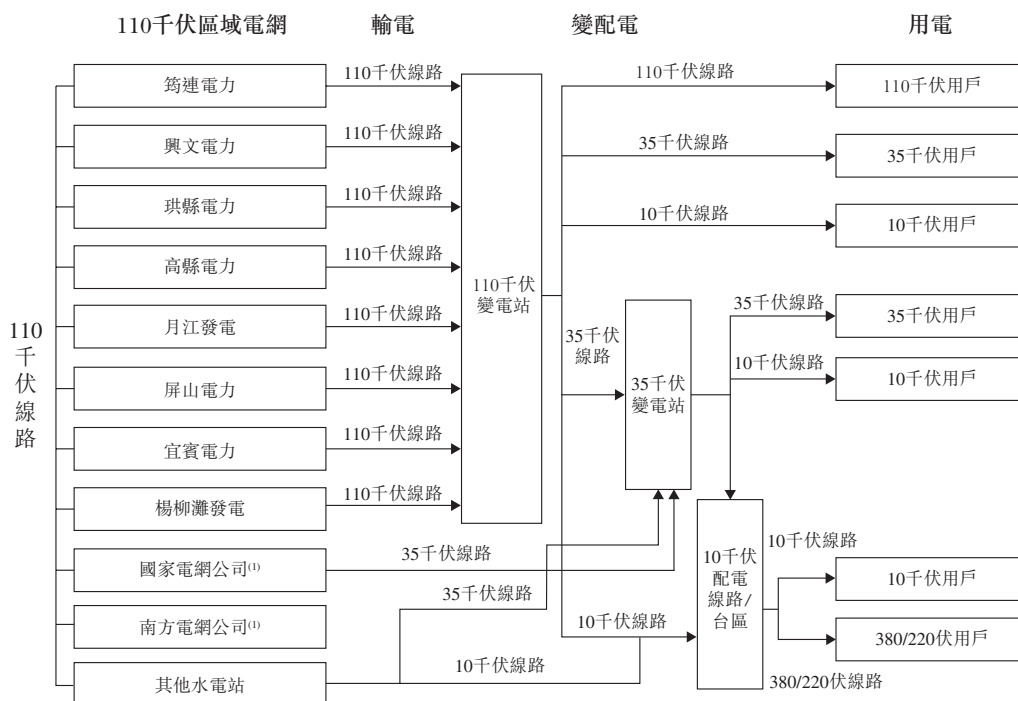 110千伏區域電網
輸電
變配電
用電
110千伏線路
筠連電力
興文電力
珙縣電力
高縣電力
月江發電
屏山電力
宜賓電力
楊柳灘發電
國家電網公司(1)
南方電網公司(1)
其他水電站
110千伏線路
110千伏線路
110千伏線路
110千伏線路
110千伏線路
110千伏線路
110千伏線路
110千伏線路
35千伏線路
35千伏線路
10千伏線路
110千伏
變電站
110千伏線路
35千伏線路
10千伏線路
35千伏
線路
10千伏線路
35千伏
變電站
35千伏線路
10千伏線路
10千伏
配電
線路/
台區
10千伏線路
380/220伏線路
110千伏用戶
35千伏用戶
10千伏用戶
35千伏用戶
10千伏用戶
10千伏用戶
380/220伏用戶